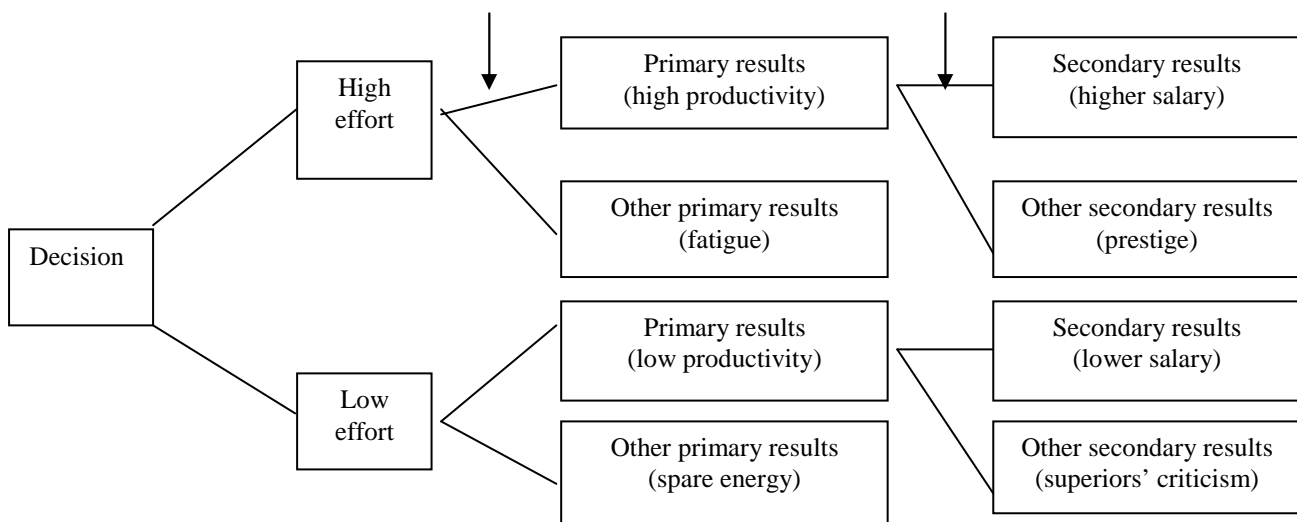 Decision
High
effort
Low
effort
Primary results
(high productivity)
Other primary results
(fatigue)
Primary results
(low productivity)
Other primary results
(spare energy)
Secondary results
(higher salary)
Other secondary results
(prestige)
Secondary results
(lower salary)
Other secondary results
(superiors’ criticism)